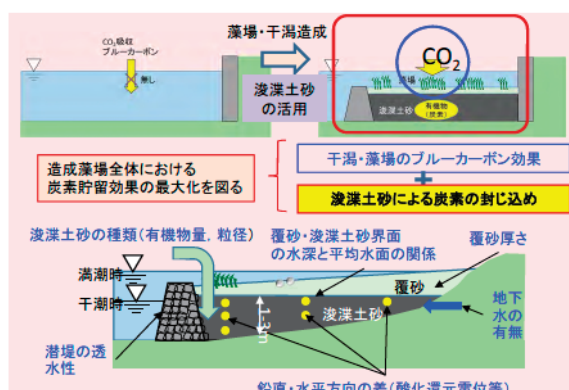 藻場・干潟造成
CO₂吸収
ブルーカーボン
無し
浚渫土砂
の活用
CO₂
藻場
浚渫土砂
有機物
(炭素)
造成藻場全体における
炭素貯留効果の最大化を図る
干潟・藻場のブルーカーボン効果
+
浚渫土砂による炭素の封じ込め
浚渫土砂の種類(有機物量, 粒径)
覆砂・浚渫土砂界面
の水深と平均水面の関係
覆砂厚さ
満潮時
干潮時
覆砂
浚渫土砂
1-3m
地下
水の
有無
潜堤の透
水性
鉛直・水平方向の差(酸化還元電位等)